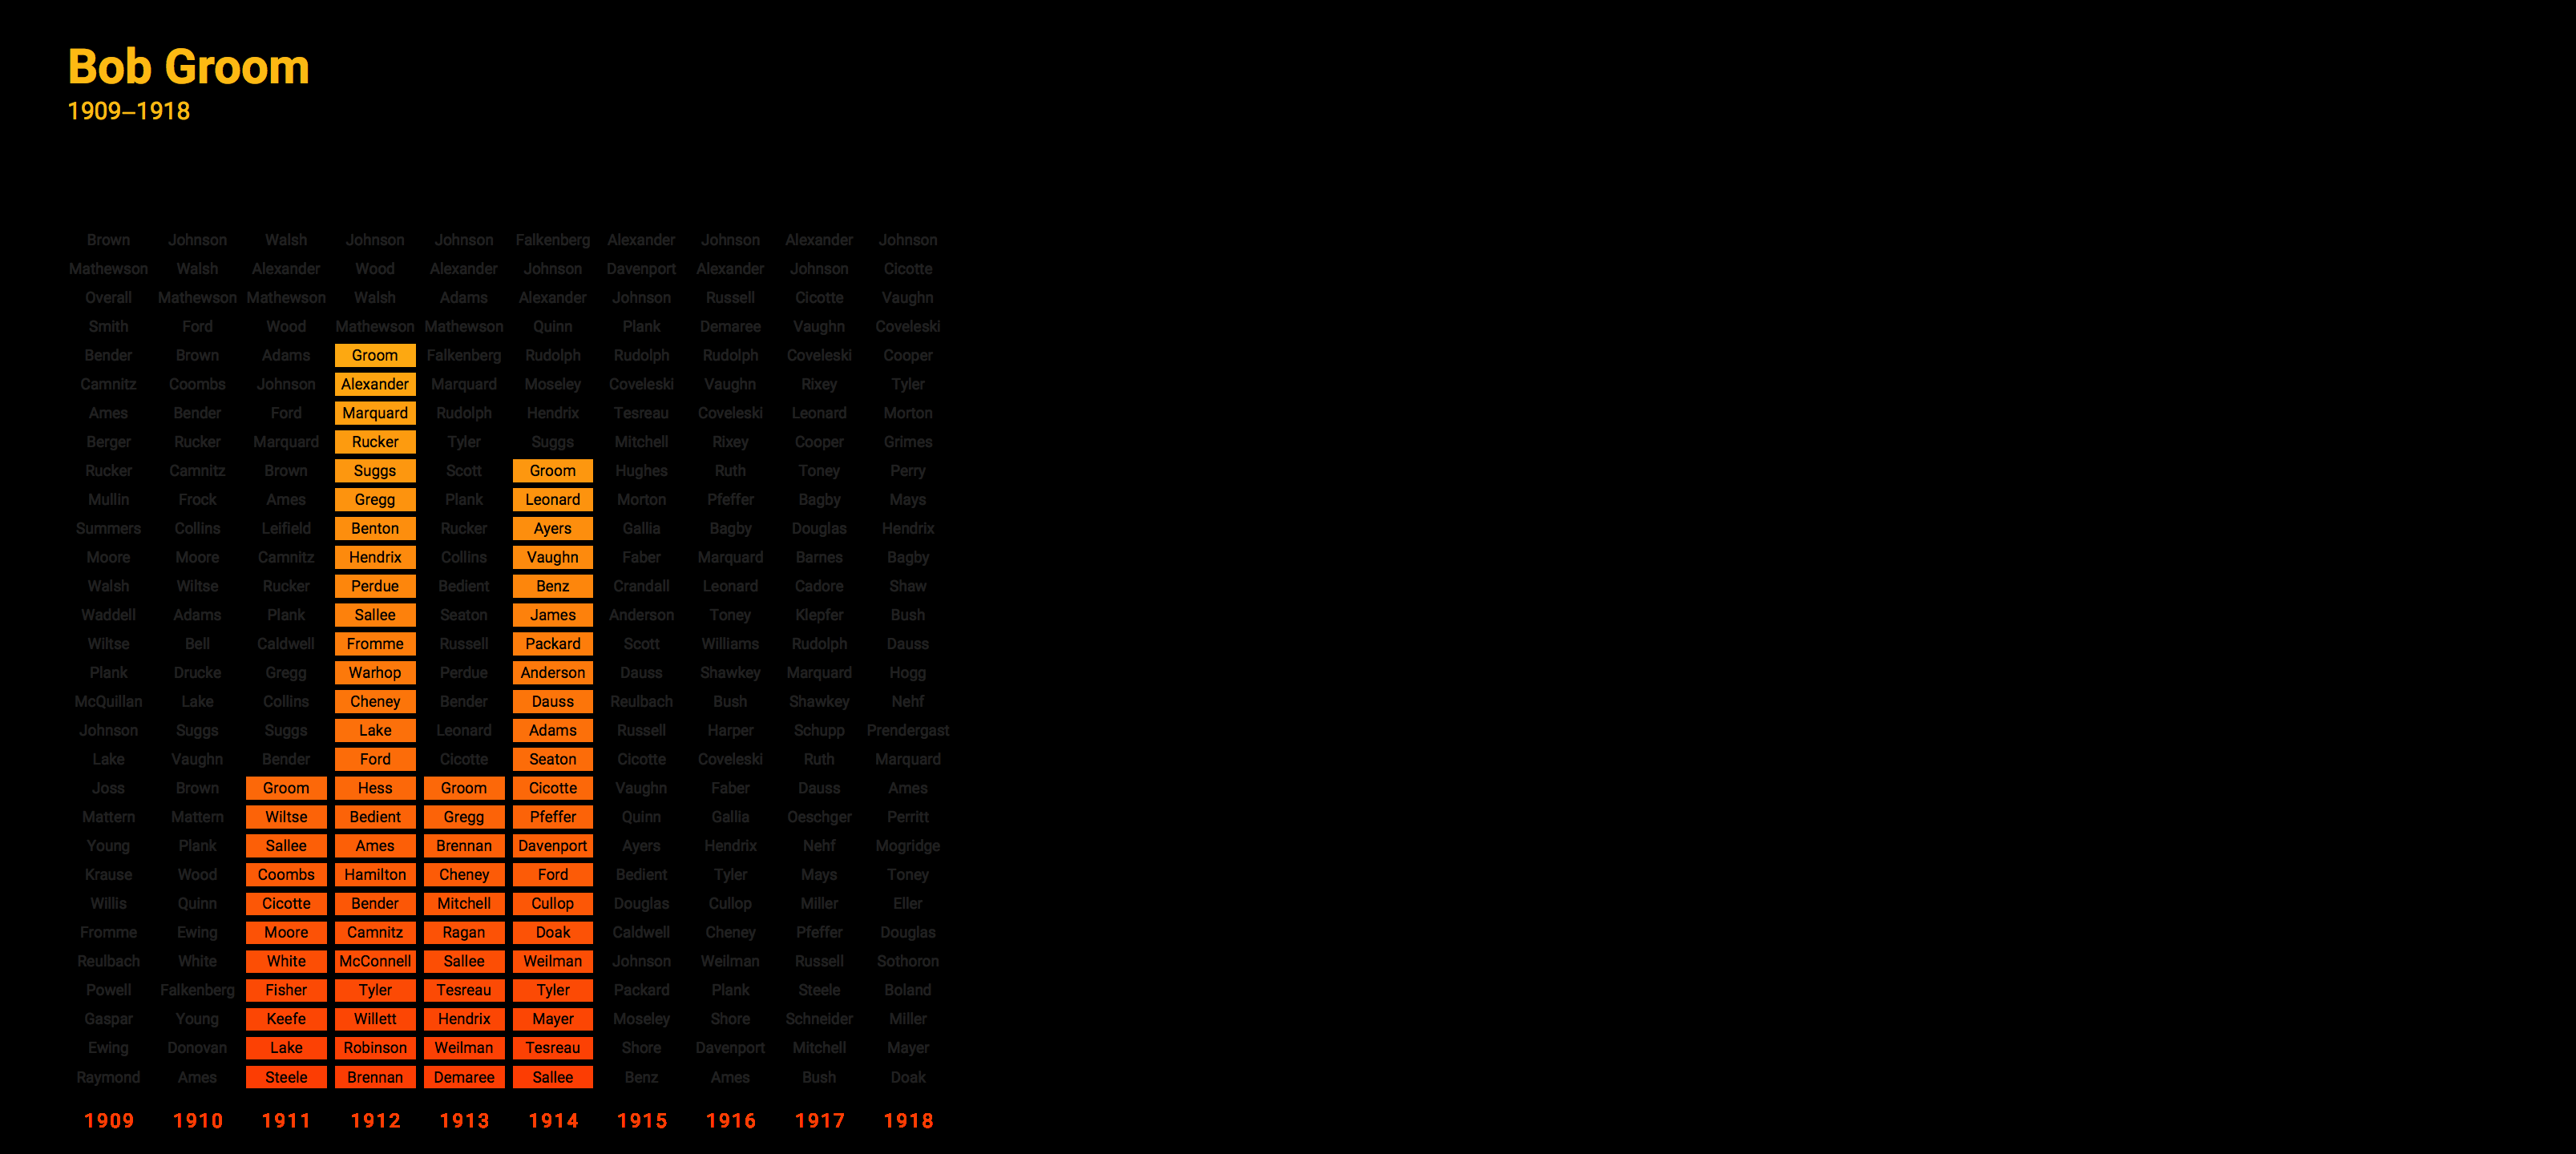 Bob Groom
1909–1918
Brown Johnson Walsh Johnson Johnson Falkenberg Alexander Johnson Alexander Johnson
Mathewson Walsh Alexander Wood Alexander Johnson Davenport Alexander Johnson Cicotte
Overall Mathewson Mathewson Walsh Adams Alexander Johnson Russell Cicotte Vaughn
Smith Ford Wood Mathewson Mathewson Quinn Plank Demaree Vaughn Coveleski
Bender Brown Adams Groom Falkenberg Rudolph Rudolph Rudolph Coveleski Cooper
Camnitz Coombs Johnson Alexander Marquard Moseley Coveleski Vaughn Rixey Tyler
Ames Bender Ford Marquard Rudolph Hendrix Tesreau Coveleski Leonard Morton
Berger Rucker Marquard Rucker Tyler Suggs Mitchell Rixey Cooper Grimes
Rucker Camnitz Brown Suggs Scott Groom Hughes Ruth Toney Perry
Mullin Frock Ames Gregg Plank Leonard Morton Pfeffer Bagby Mays
Summers Collins Leifield Benton Rucker Ayers Gallia Bagby Douglas Hendrix
Moore Moore Camnitz Hendrix Collins Vaughn Faber Marquard Barnes Bagby
Walsh Wiltse Rucker Perdue Bedient Benz Crandall Leonard Cadore Shaw
Waddell Adams Plank Sallee Seaton James Anderson Toney Klepfer Bush
Wiltse Bell Caldwell Fromme Russell Packard Scott Williams Rudolph Dauss
Plank Drucke Gregg Warhop Perdue Anderson Dauss Shawkey Marquard Hogg
McQuillan Lake Collins Cheney Bender Dauss Reulbach Bush Shawkey Nehf
Johnson Suggs Suggs Lake Leonard Adams Russell Harper Schupp Prendergast
Lake Vaughn Bender Ford Cicotte Seaton Cicotte Coveleski Ruth Marquard
Joss Brown Groom Hess Groom Cicotte Vaughn Faber Dauss Ames
Mattern Mattern Wiltse Bedient Gregg Pfeffer Quinn Gallia Oeschger Perritt
Young Plank Sallee Ames Brennan Davenport Ayers Hendrix Nehf Mogridge
Krause Wood Coombs Hamilton Cheney Ford Bedient Tyler Mays Toney
Willis Quinn Cicotte Bender Mitchell Cullop Douglas Cullop Miller Eller
Fromme Ewing Moore Camnitz Ragan Doak Caldwell Cheney Pfeffer Douglas
Reulbach White White McConnell Sallee Weilman Johnson Weilman Russell Sothoron
Powell Falkenberg Fisher Tyler Tesreau Tyler Packard Plank Steele Boland
Gaspar Young Keefe Willett Hendrix Mayer Moseley Shore Schneider Miller
Ewing Donovan Lake Robinson Weilman Tesreau Shore Davenport Mitchell Mayer
Raymond Ames Steele Brennan Demaree Sallee Benz Ames Bush Doak
1909 1910 1911 1912 1913 1914 1915 1916 1917 1918